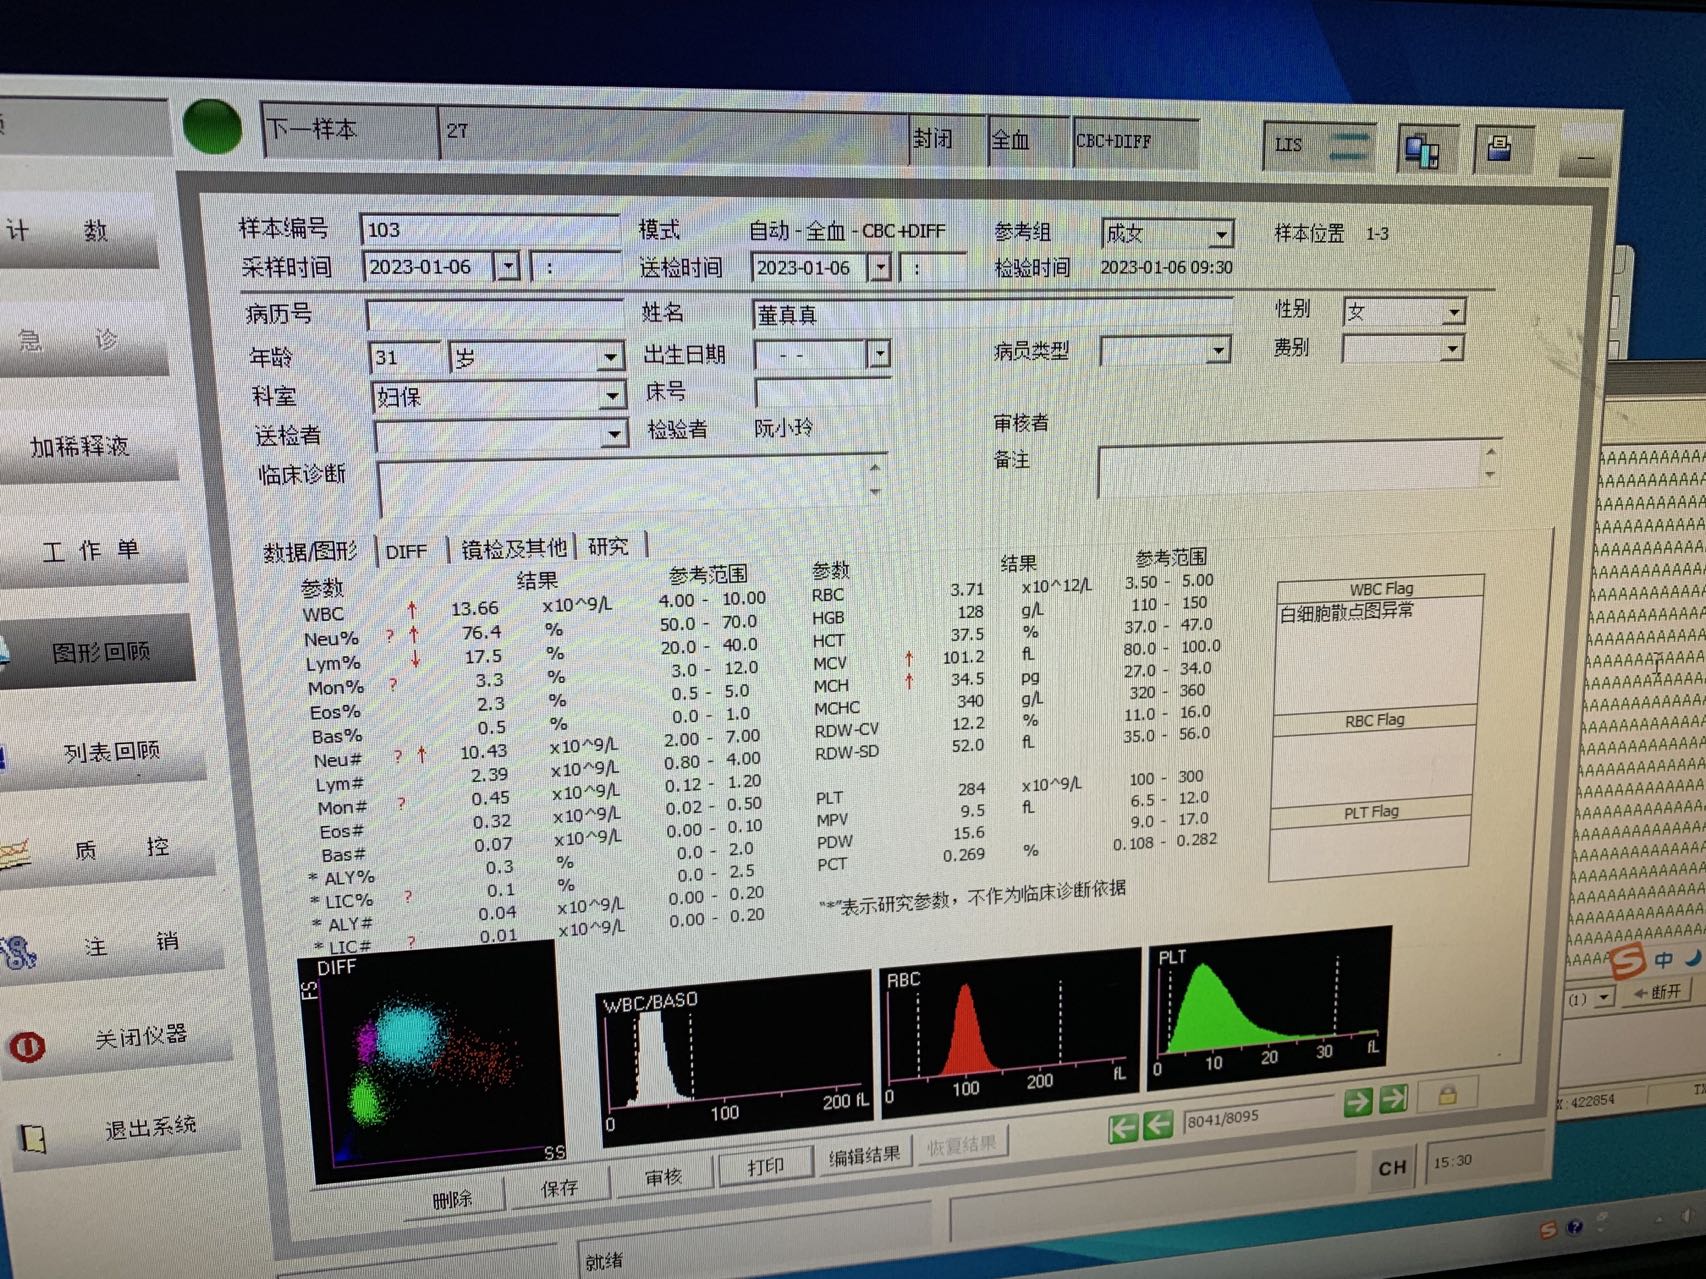 下一样本 27 封闭 全血 CBC+DIFF LIS
样本编号 103 模式 自动 - 全血 - CBC+DIFF 参考组 成女 样本位置 1-3
采样时间 2023-01-06 : 送检时间 2023-01-06 : 检验时间 2023-01-06 09:30
病历号 姓名 董真真 性别 女
年龄 31 岁 出生日期 - - 病员类型 费别
科室 妇保 床号
送检者 检验者 阮小玲 审核者
临床诊断 备注
计 数
急 诊
加稀释液
工 作 单
图形回顾
列表回顾
质 控
注 销
关闭仪器
退出系统
数据/图形 DIFF 镜检及其他 研究
参数 结果 参考范围
WBC ↑ 13.66 x10^9/L 4.00 - 10.00
Neu% ? ↑ 76.4 % 50.0 - 70.0
Lym% ↓ 17.5 % 20.0 - 40.0
Mon% ? 3.3 % 3.0 - 12.0
Eos% 2.3 % 0.5 - 5.0
Bas% 0.5 % 0.0 - 1.0
Neu# ? ↑ 10.43 x10^9/L 2.00 - 7.00
Lym# 2.39 x10^9/L 0.80 - 4.00
Mon# ? 0.45 x10^9/L 0.12 - 1.20
Eos# 0.32 x10^9/L 0.02 - 0.50
Bas# 0.07 x10^9/L 0.00 - 0.10
* ALY% 0.3 % 0.0 - 2.0
* LIC% ? 0.1 % 0.0 - 2.5
* ALY# 0.04 x10^9/L 0.00 - 0.20
* LIC# ? 0.01 x10^9/L 0.00 - 0.20
参数 结果 参考范围
RBC 3.71 x10^12/L 3.50 - 5.00
HGB 128 g/L 110 - 150
HCT 37.5 % 37.0 - 47.0
MCV ↑ 101.2 fL 80.0 - 100.0
MCH ↑ 34.5 pg 27.0 - 34.0
MCHC 340 g/L 320 - 360
RDW-CV 12.2 % 11.0 - 16.0
RDW-SD 52.0 fL 35.0 - 56.0
PLT 284 x10^9/L 100 - 300
MPV 9.5 fL 6.5 - 12.0
PDW 15.6 9.0 - 17.0
PCT 0.269 % 0.108 - 0.282
"*"表示研究参数，不作为临床诊断依据
WBC Flag
白细胞散点图异常
RBC Flag
PLT Flag
DIFF
FS
SS
WBC/BASO
0 100 200 fL
RBC
0 100 200 fL
PLT
0 10 20 30 fL
8041/8095
删除 保存 审核 打印 编辑结果 恢复结果
CH 15:30
就绪
中
(1) 断开
:422854